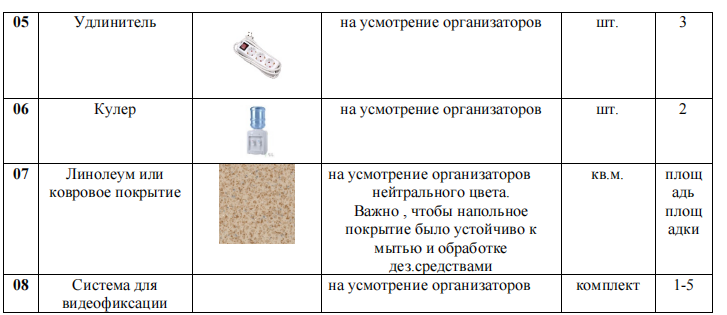 05 Удлинитель на усмотрение организаторов шт. 3
06 Кулер на усмотрение организаторов шт. 2
07 Линолеум или на усмотрение организаторов кв.м. площ
ковровое покрытие нейтрального цвета. адь
Важно , чтобы напольное площ
покрытие было устойчиво к адки
мытью и обработке
дез.средствами
08 Система для на усмотрение организаторов комплект 1-5
видеофиксации